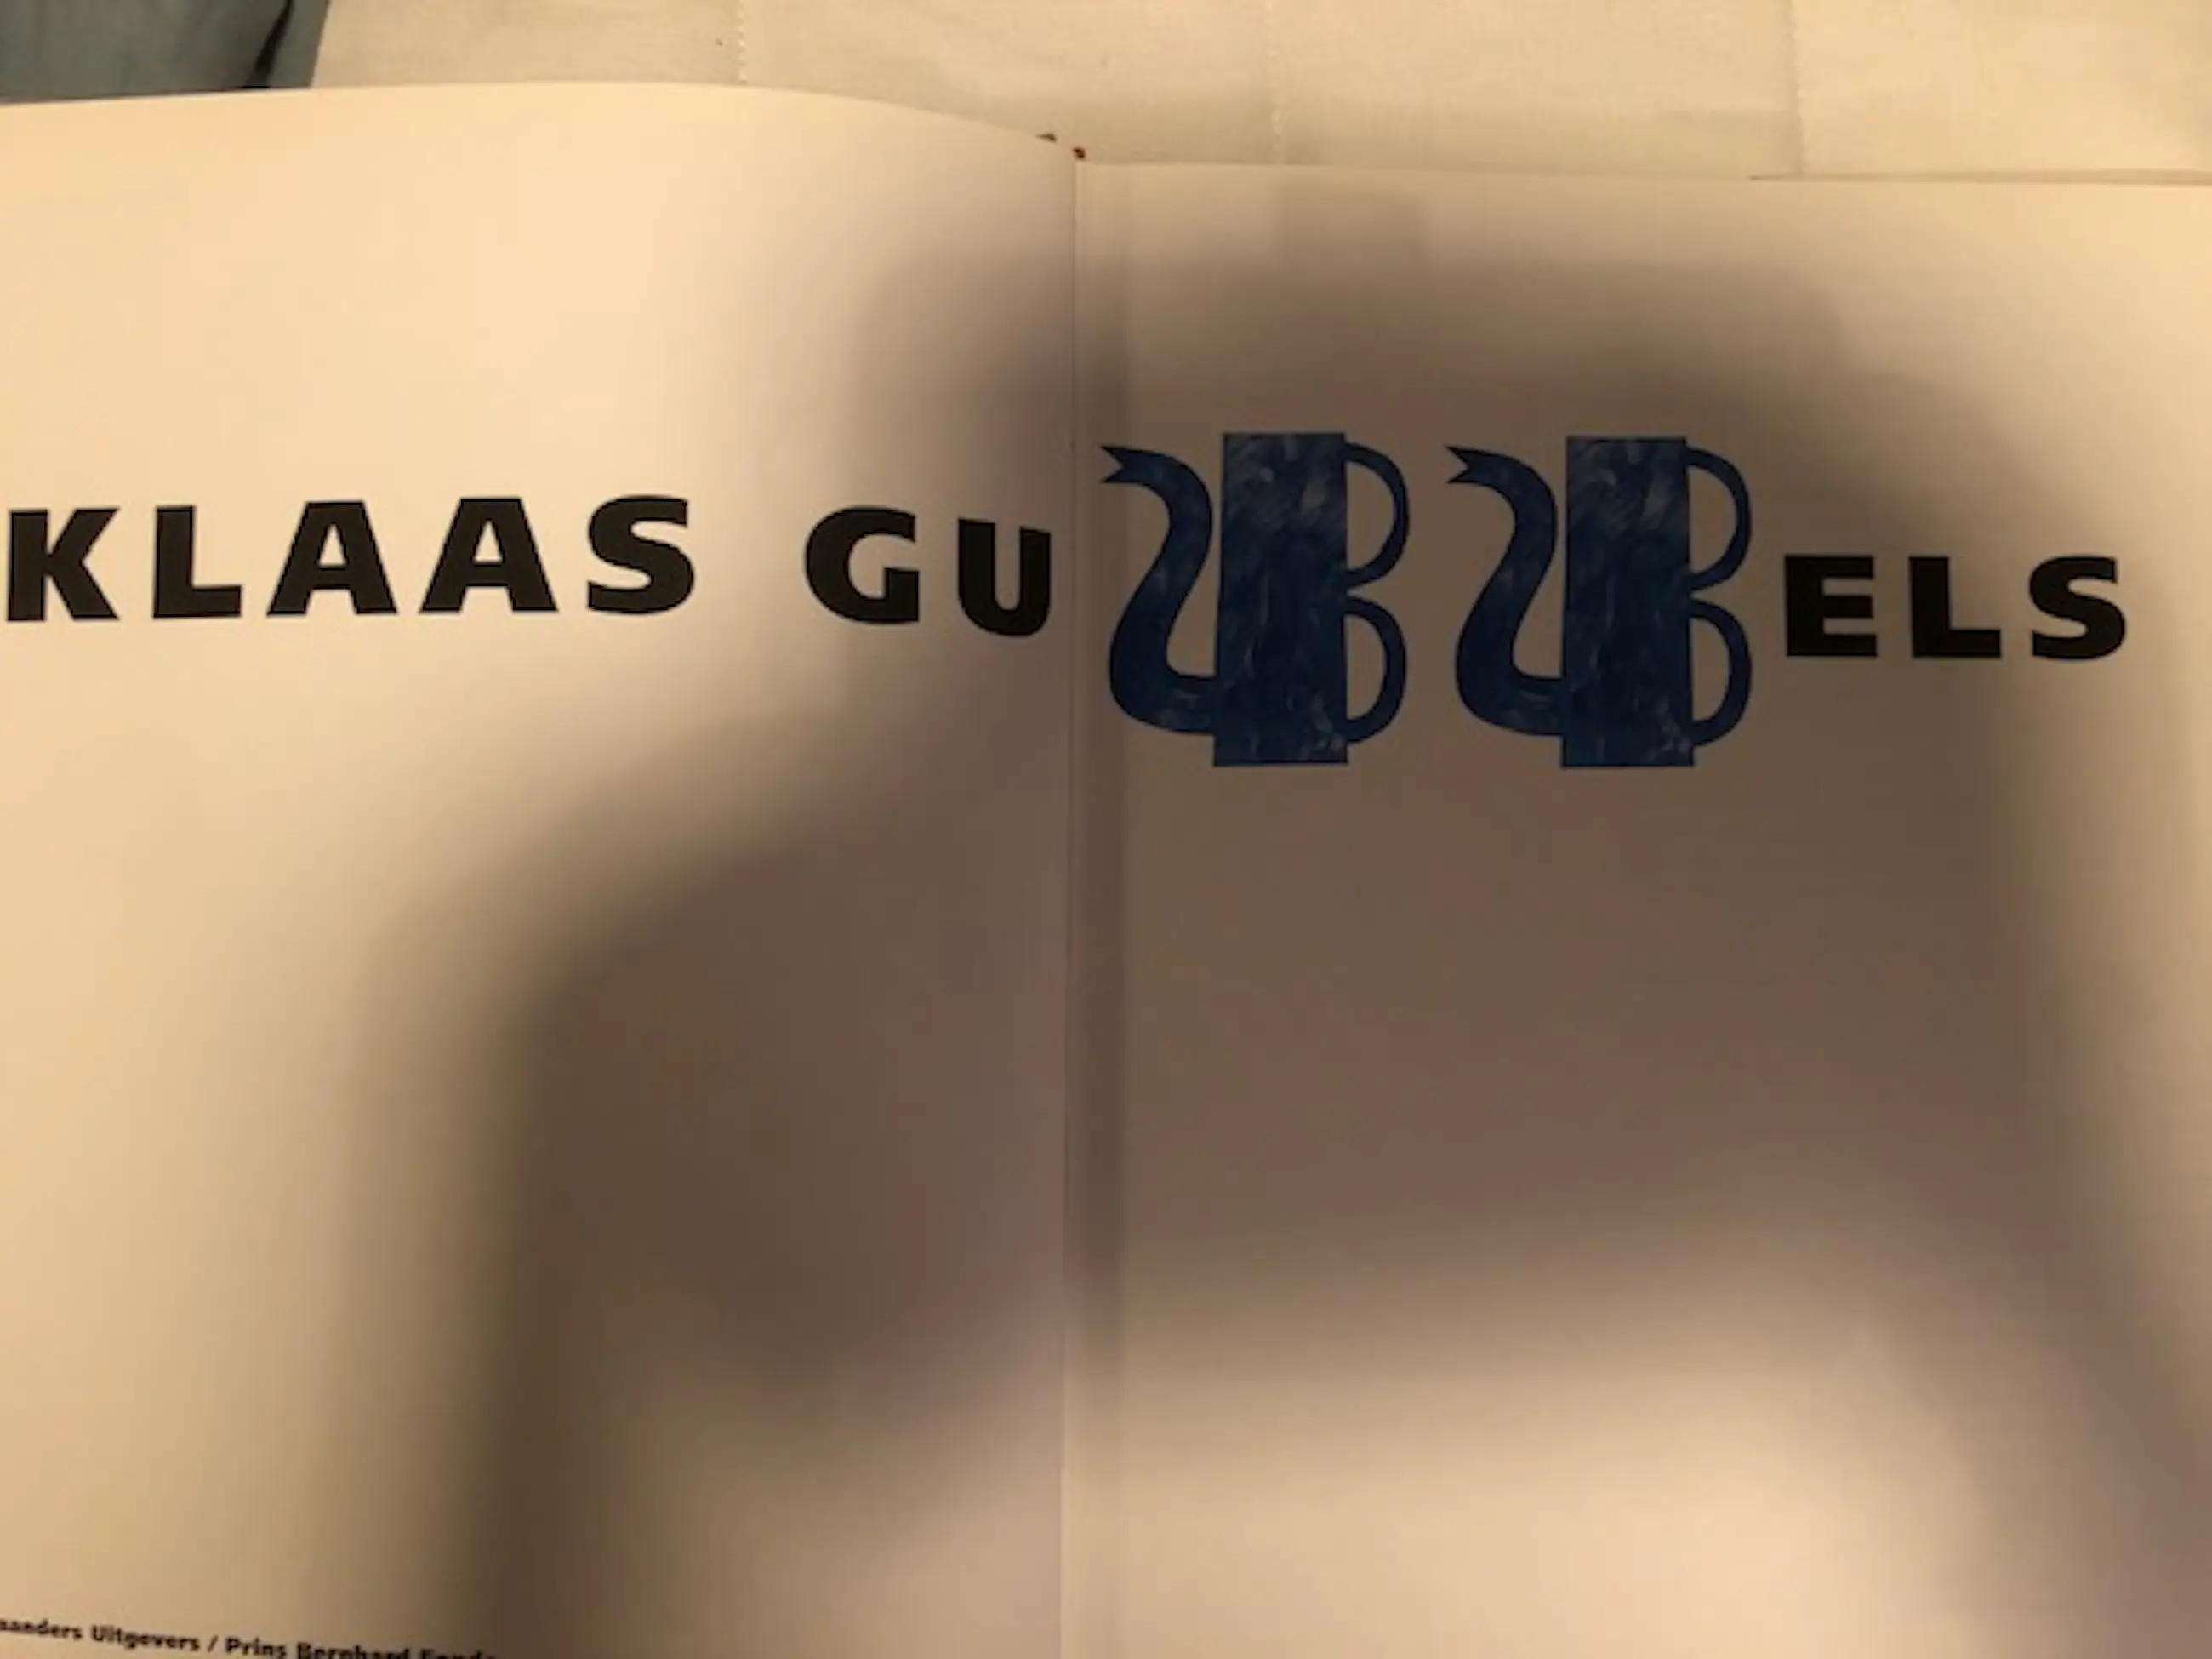 KLAAS GUBBELS
Uitgevers / Prins Bernhard